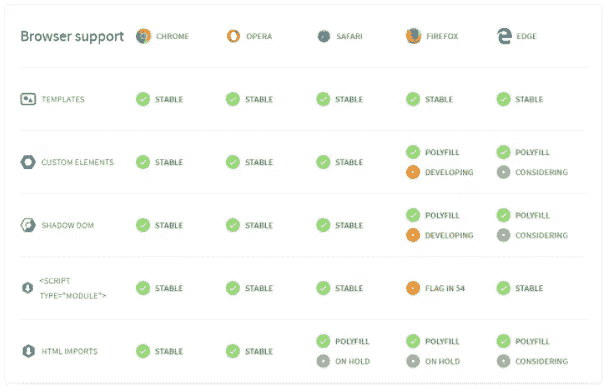 Browser support CHROME OPERA SAFARI FIREFOX EDGE
TEMPLATES STABLE STABLE STABLE STABLE STABLE
CUSTOM ELEMENTS STABLE STABLE STABLE POLYFILL POLYFILL
DEVELOPING CONSIDERING
SHADOW DOM STABLE STABLE STABLE POLYFILL POLYFILL
DEVELOPING CONSIDERING
<SCRIPT
TYPE="MODULE"> STABLE STABLE STABLE FLAG IN 54 STABLE
HTML IMPORTS STABLE STABLE POLYFILL POLYFILL POLYFILL
ON HOLD ON HOLD CONSIDERING